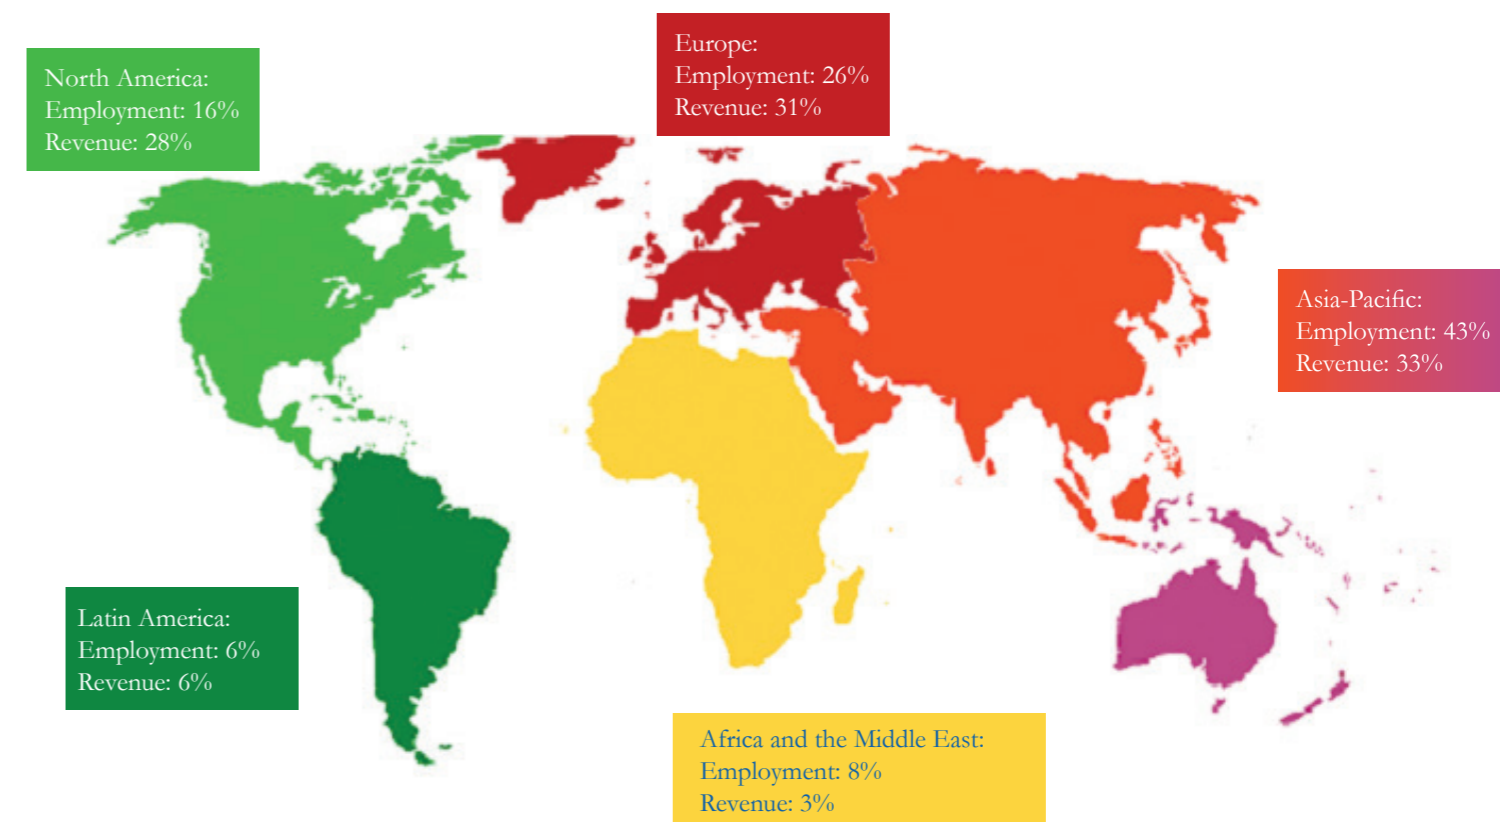 North America:
Employment: 16%
Revenue: 28%
Europe:
Employment: 26%
Revenue: 31%
Asia-Pacific:
Employment: 43%
Revenue: 33%
Latin America:
Employment: 6%
Revenue: 6%
Africa and the Middle East:
Employment: 8%
Revenue: 3%